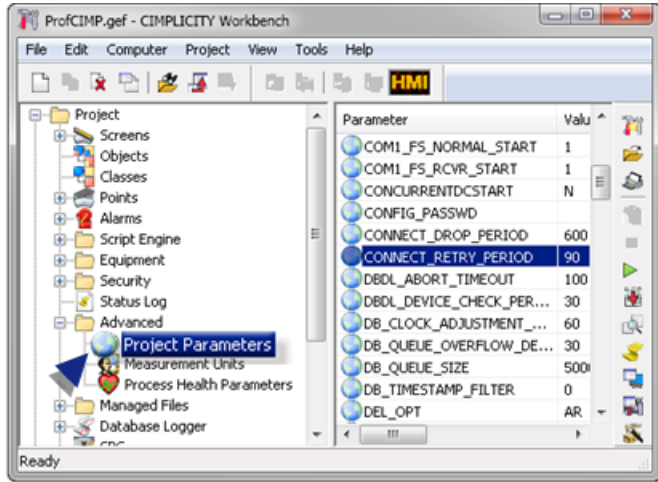 ProfCIMP.gef - CIMPLICITY Workbench
File Edit Computer Project View Tools Help
HMI
Project
Screens
Objects
Classes
Points
Alarms
Script Engine
Equipment
Security
Status Log
Advanced
Project Parameters
Measurement Units
Process Health Parameters
Managed Files
Database Logger
Parameter Valu
COM1_FS_NORMAL_START 1
COM1_FS_RCVR_START 1
CONCURRENTDCSTART N
CONFIG_PASSWD
CONNECT_DROP_PERIOD 600
CONNECT_RETRY_PERIOD 90
DBDL_ABORT_TIMEOUT 100
DBDL_DEVICE_CHECK_PER... 30
DB_CLOCK_ADJUSTMENT_... 60
DB_QUEUE_OVERFLOW_DE... 30
DB_QUEUE_SIZE 5000
DB_TIMESTAMP_FILTER 0
DEL_OPT AR
Ready